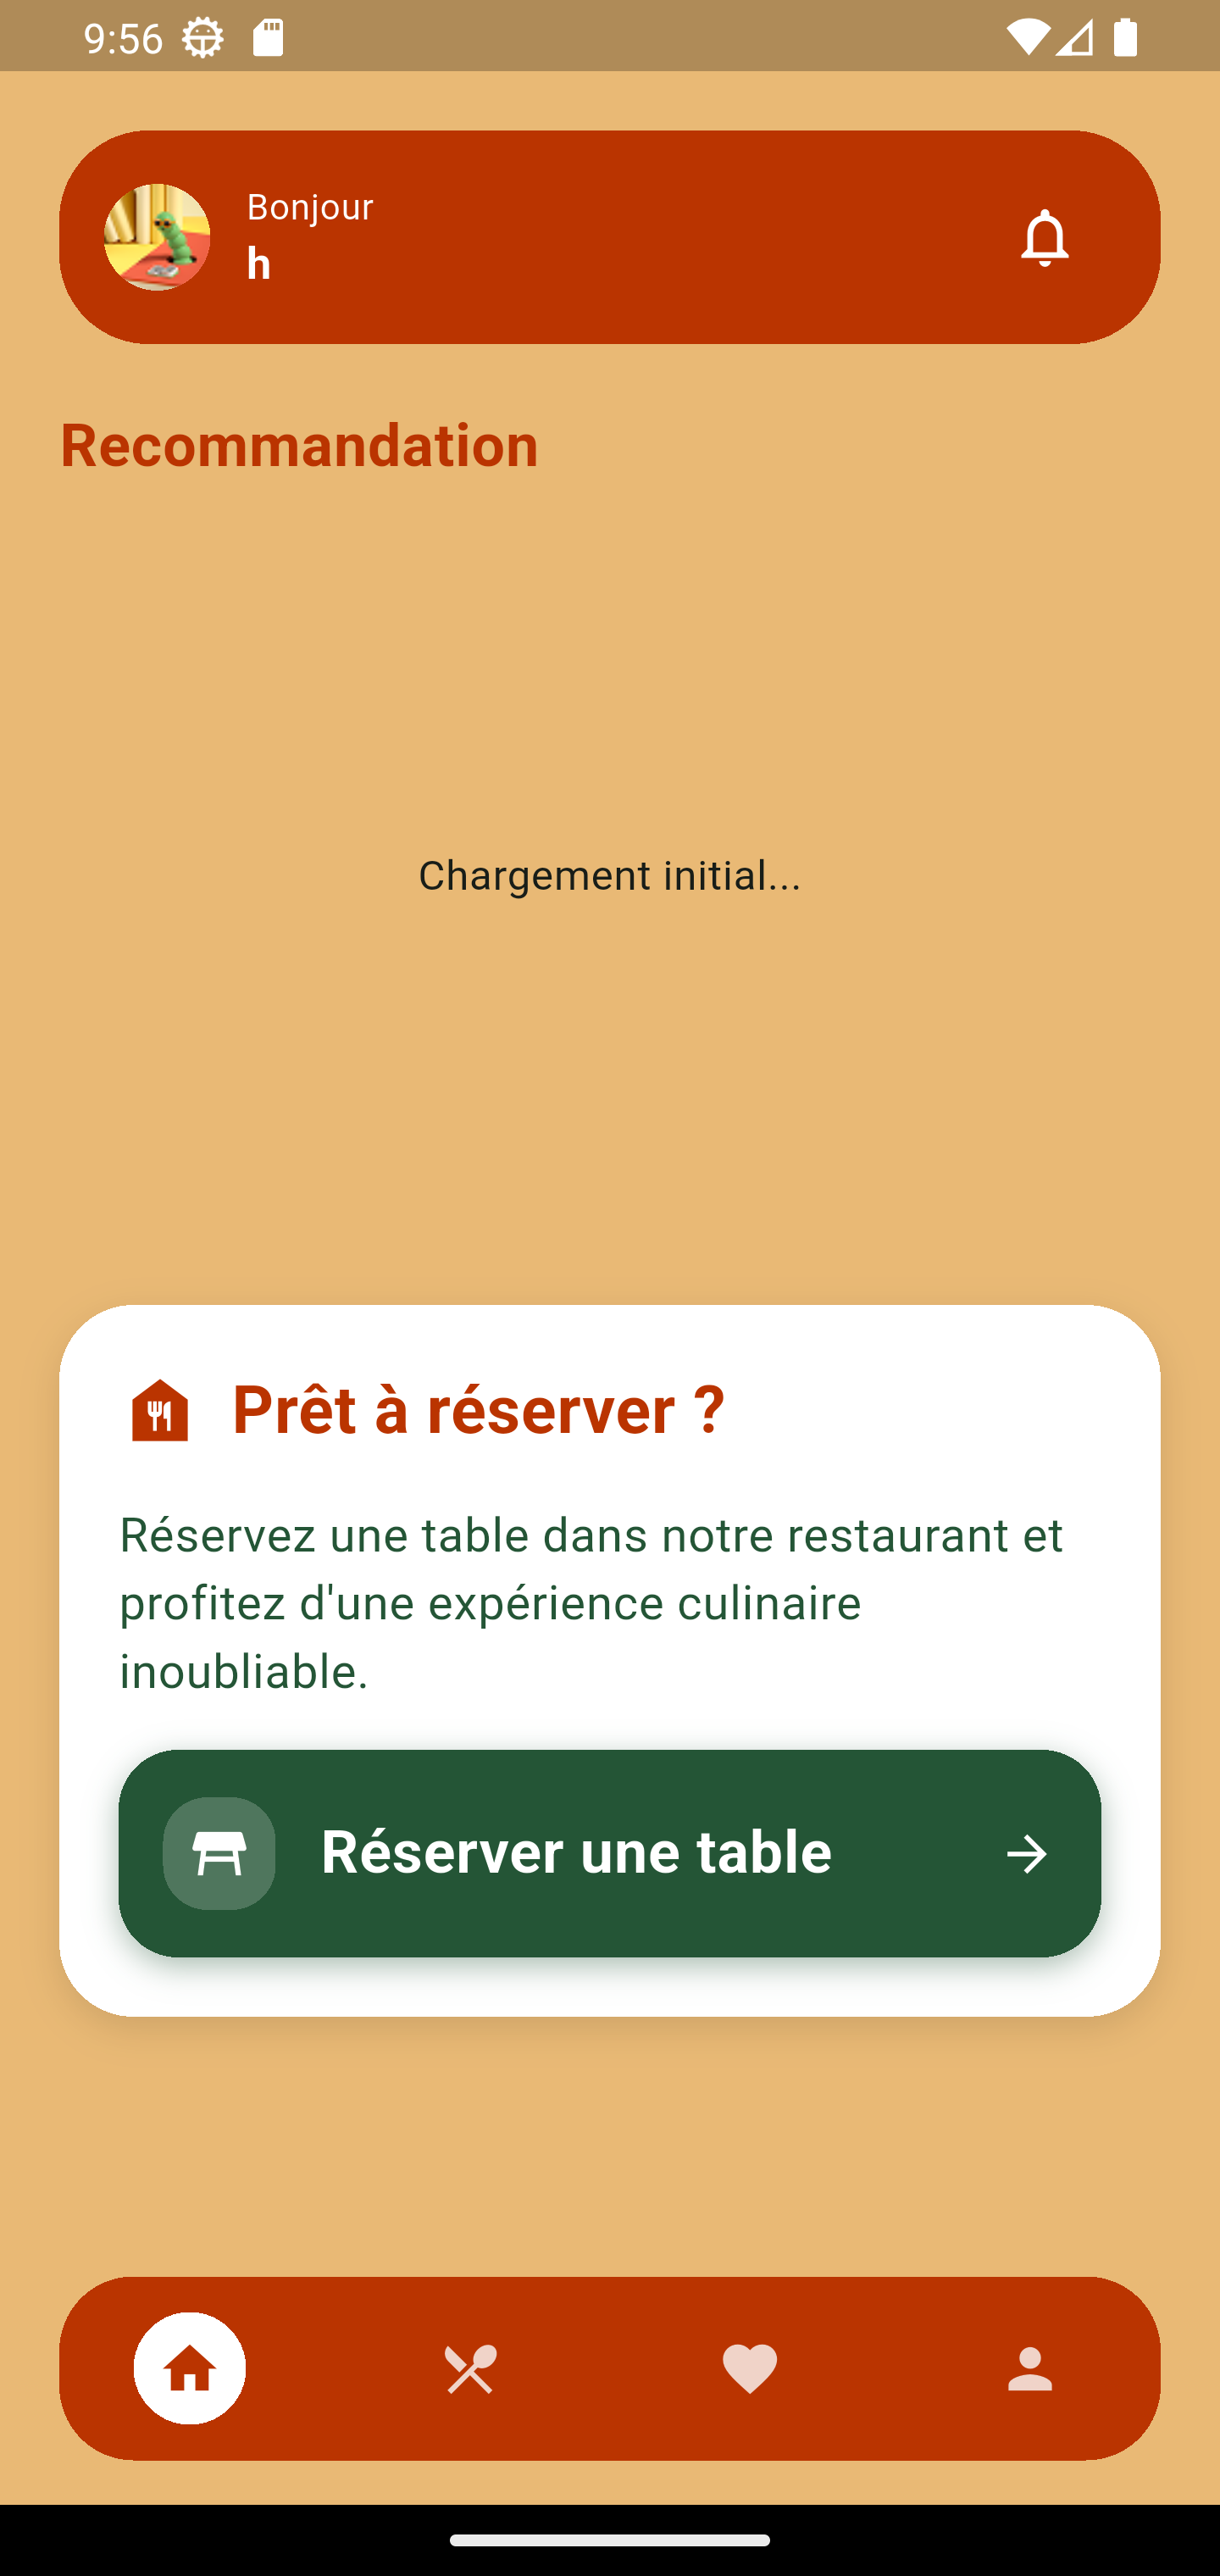 9:56
Bonjour
h
Recommandation
Chargement initial...
Prêt à réserver ?
Réservez une table dans notre restaurant et
profitez d'une expérience culinaire
inoubliable.
Réserver une table